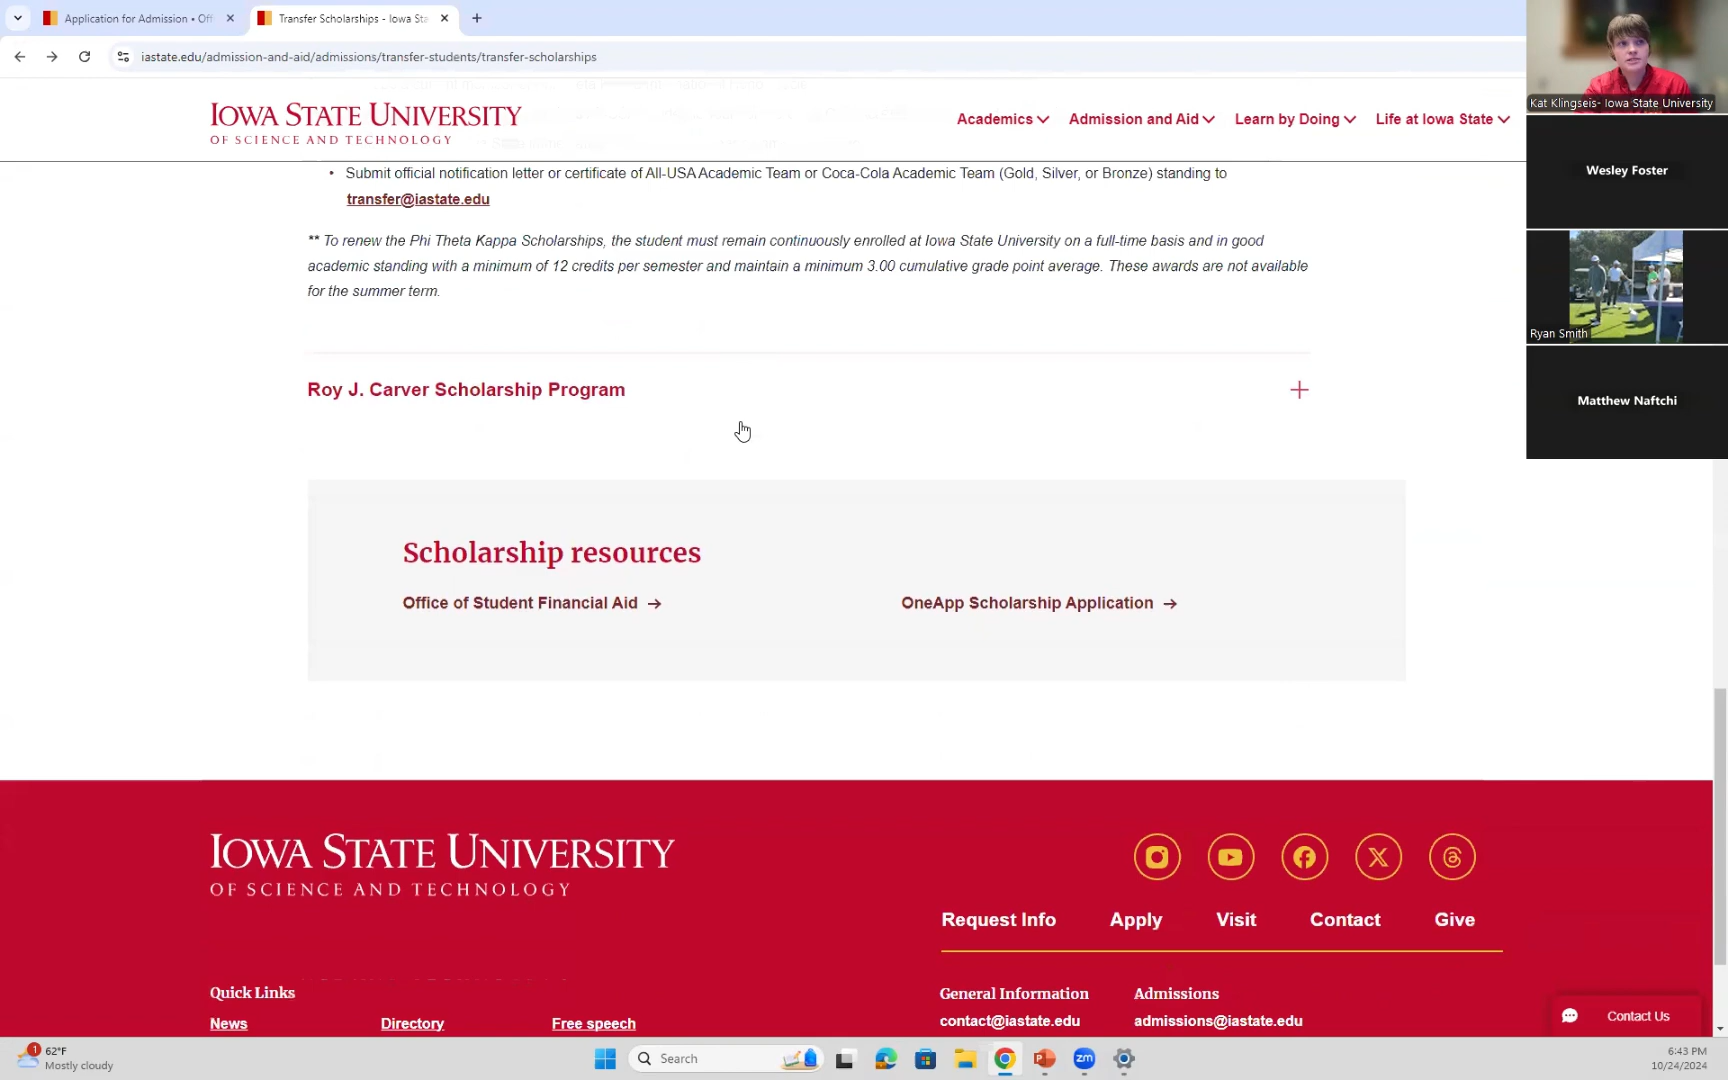 Application for Admission • Off
Transfer Scholarships - Iowa Sta
iastate.edu/admission-and-aid/admissions/transfer-students/transfer-scholarships
IOWA STATE UNIVERSITY
OF SCIENCE AND TECHNOLOGY
Academics
Admission and Aid
Learn by Doing
Life at Iowa State
Kat Klingseis- Iowa State University
Wesley Foster
Ryan Smith
Matthew Naftchi
• Submit official notification letter or certificate of All-USA Academic Team or Coca-Cola Academic Team (Gold, Silver, or Bronze) standing to
transfer@iastate.edu
** To renew the Phi Theta Kappa Scholarships, the student must remain continuously enrolled at Iowa State University on a full-time basis and in good
academic standing with a minimum of 12 credits per semester and maintain a minimum 3.00 cumulative grade point average. These awards are not available
for the summer term.
Roy J. Carver Scholarship Program
Scholarship resources
Office of Student Financial Aid →
OneApp Scholarship Application →
IOWA STATE UNIVERSITY
OF SCIENCE AND TECHNOLOGY
Request Info
Apply
Visit
Contact
Give
Quick Links
News
Directory
Free speech
General Information
contact@iastate.edu
Admissions
admissions@iastate.edu
Contact Us
1
62°F
Mostly cloudy
Search
zm
6:43 PM
10/24/2024